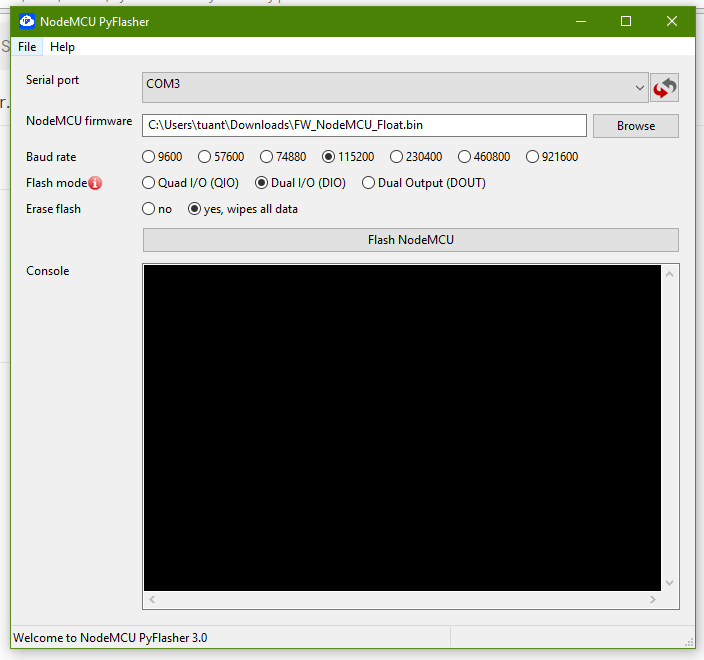 NodeMCU PyFlasher
File Help
Serial port COM3
NodeMCU firmware C:\Users\tuant\Downloads\FW_NodeMCU_Float.bin Browse
Baud rate 9600 57600 74880 115200 230400 460800 921600
Flash mode Quad I/O (QIO) Dual I/O (DIO) Dual Output (DOUT)
Erase flash no yes, wipes all data
Flash NodeMCU
Console
Welcome to NodeMCU PyFlasher 3.0